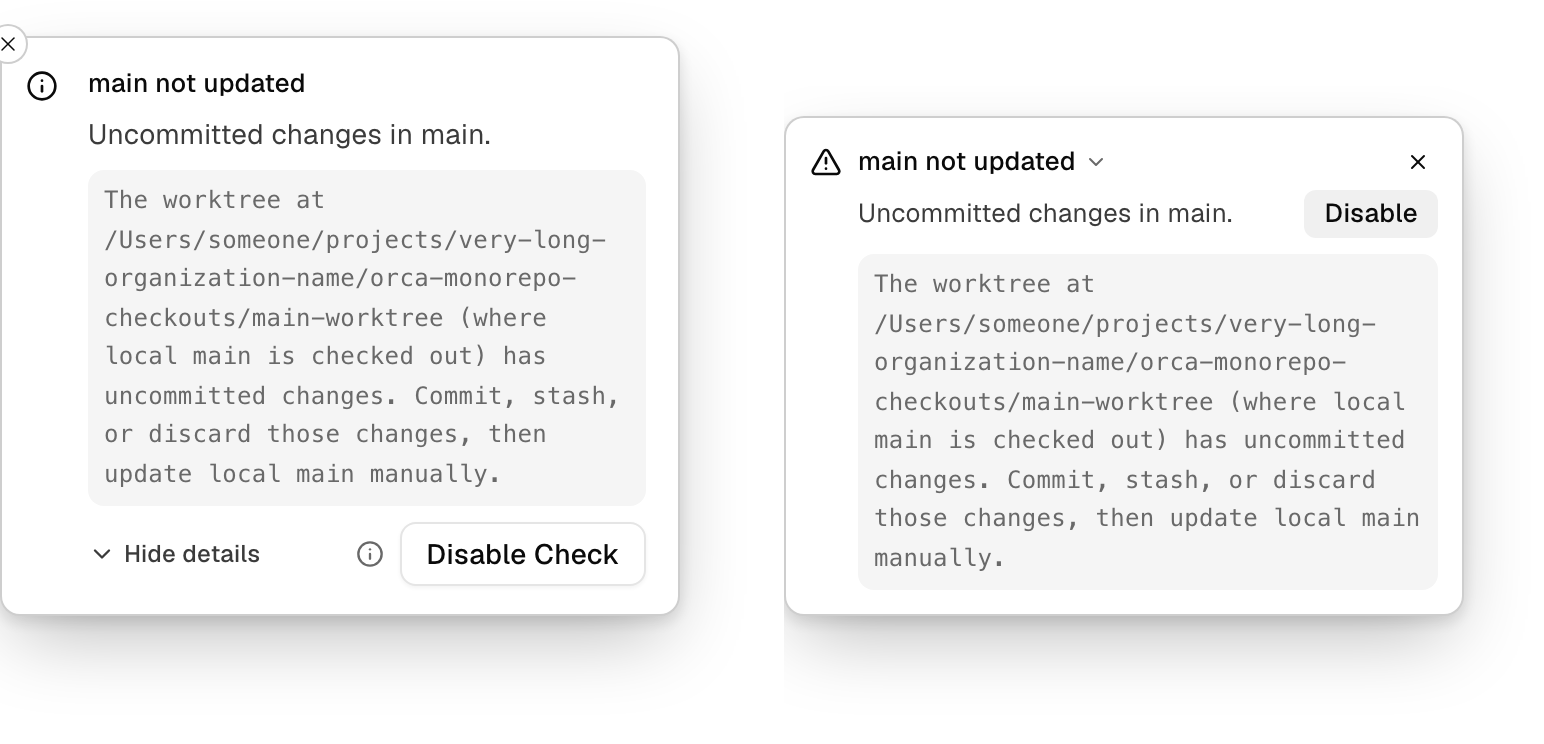 main not updated
Uncommitted changes in main.
The worktree at
/Users/someone/projects/very-long-
organization-name/orca-monorepo-
checkouts/main-worktree (where
local main is checked out) has
uncommitted changes. Commit, stash,
or discard those changes, then
update local main manually.
Hide details
Disable Check
main not updated
Uncommitted changes in main.
Disable
The worktree at
/Users/someone/projects/very-long-
organization-name/orca-monorepo-
checkouts/main-worktree (where local
main is checked out) has uncommitted
changes. Commit, stash, or discard
those changes, then update local main
manually.